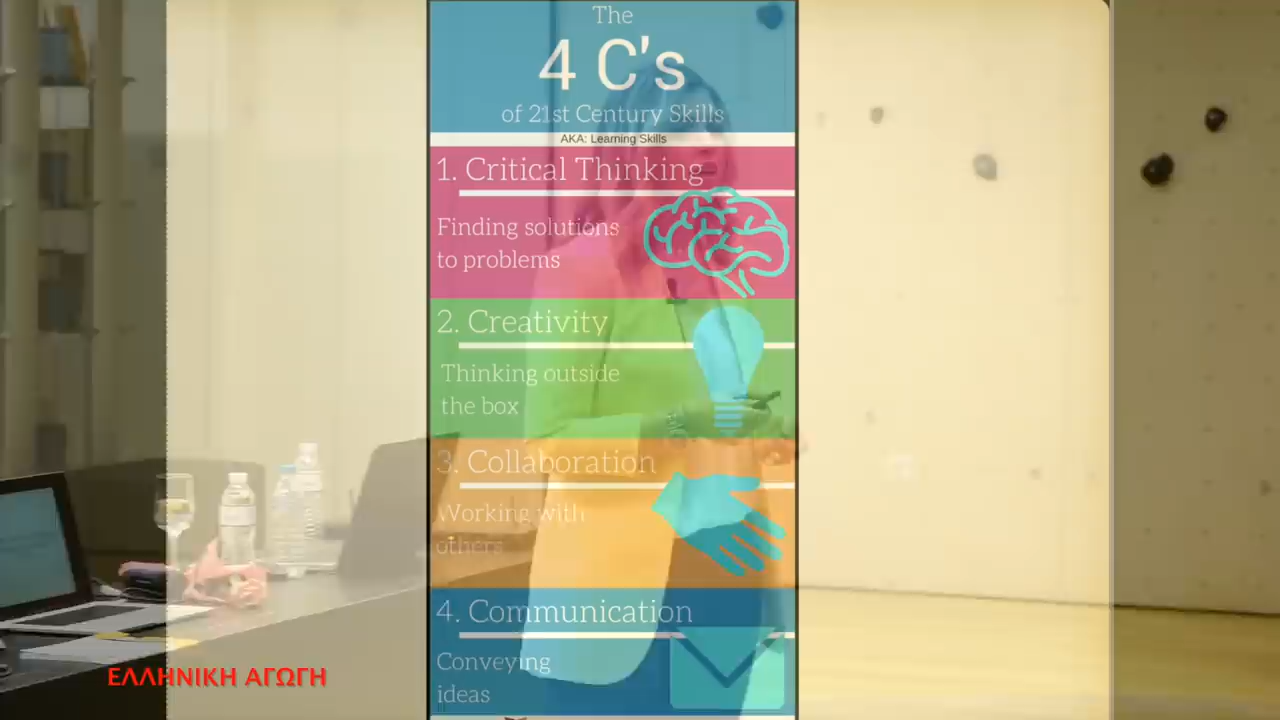 The
4 C's
of 21st Century Skills
AKA: Learning Skills
1. Critical Thinking
Finding solutions
to problems
2. Creativity
Thinking outside
the box
3. Collaboration
Working with
others
4. Communication
Conveying
ideas
ΕΛΛΗΝΙΚΗ ΑΓΩΓΗ